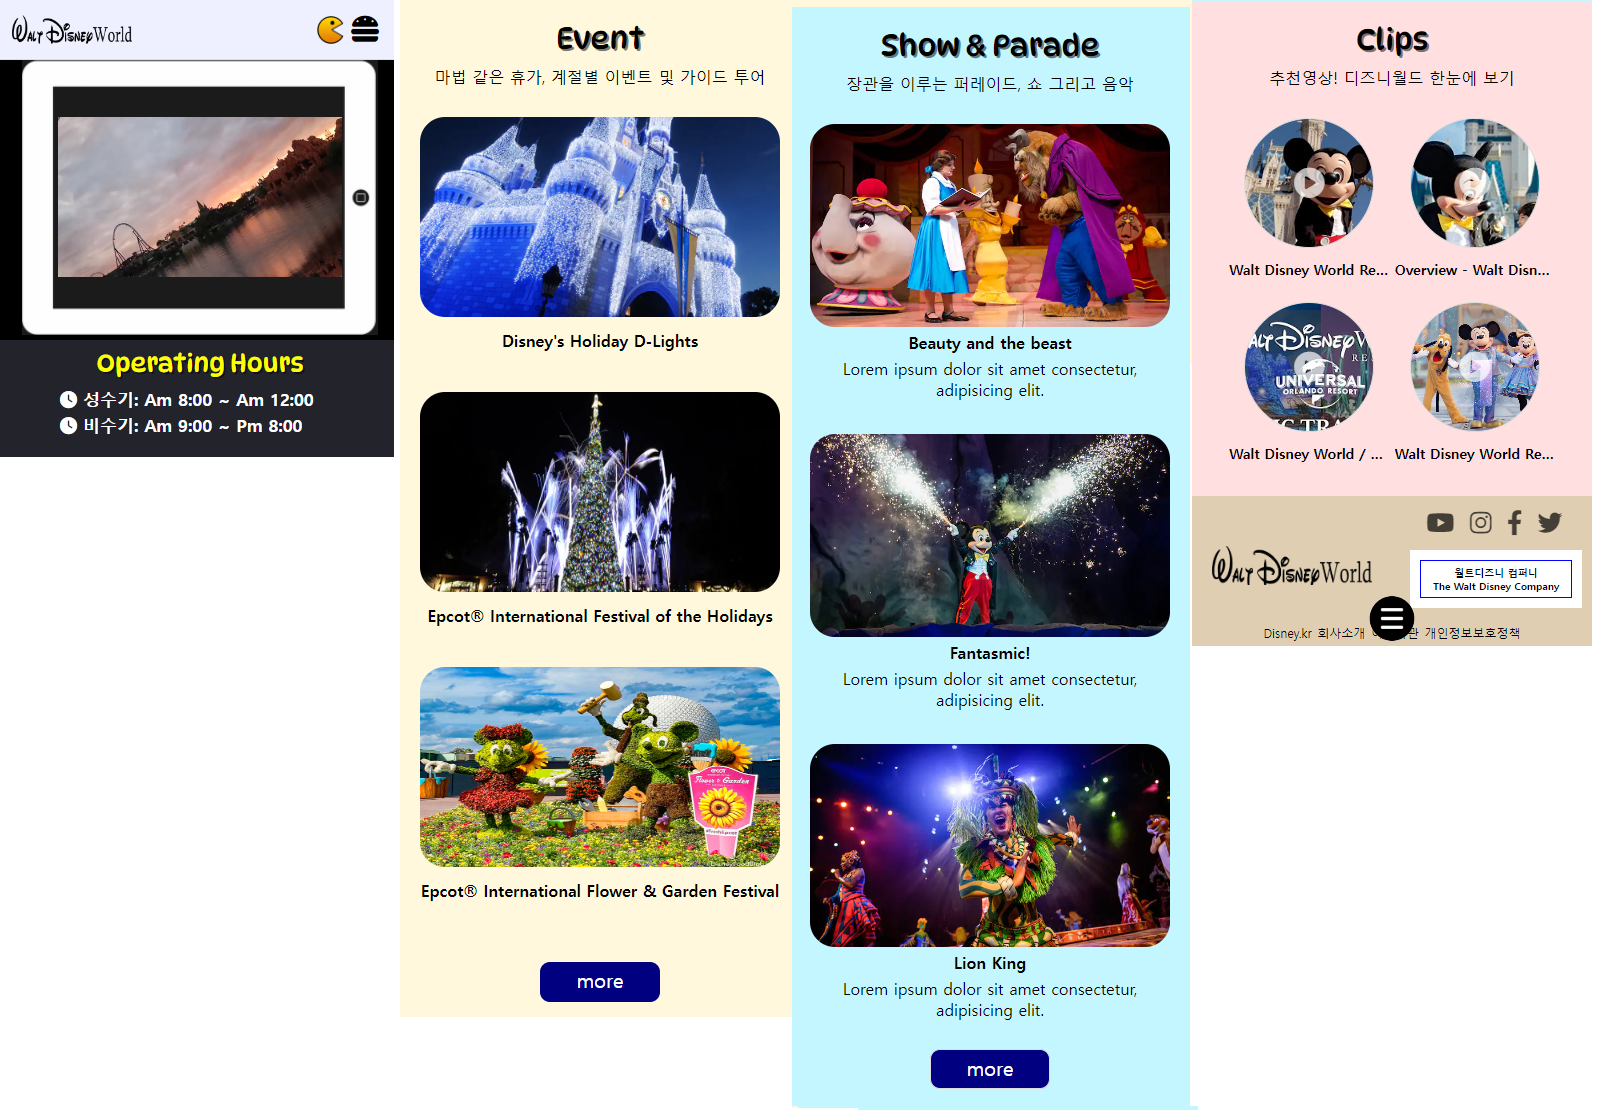 Walt Disney World
Operating Hours
성수기: Am 8:00 ~ Am 12:00
비수기: Am 9:00 ~ Pm 8:00
Event
마법 같은 휴가, 계절별 이벤트 및 가이드 투어
Disney's Holiday D-Lights
Epcot® International Festival of the Holidays
epcot
Flower & Garden
Epcot® International Flower & Garden Festival
more
Show & Parade
장관을 이루는 퍼레이드, 쇼 그리고 음악
Beauty and the beast
Lorem ipsum dolor sit amet consectetur,
adipisicing elit.
Fantasmic!
Lorem ipsum dolor sit amet consectetur,
adipisicing elit.
Lion King
Lorem ipsum dolor sit amet consectetur,
adipisicing elit.
more
Clips
추천영상! 디즈니월드 한눈에 보기
Walt Disney World Re...
Overview - Walt Disn...
UNIVERSAL
ORLANDO RESORT
Walt Disney World / ...
Walt Disney World Re...
Walt Disney World
월트디즈니 컴퍼니
The Walt Disney Company
Disney.kr 회사소개 개인정보보호정책